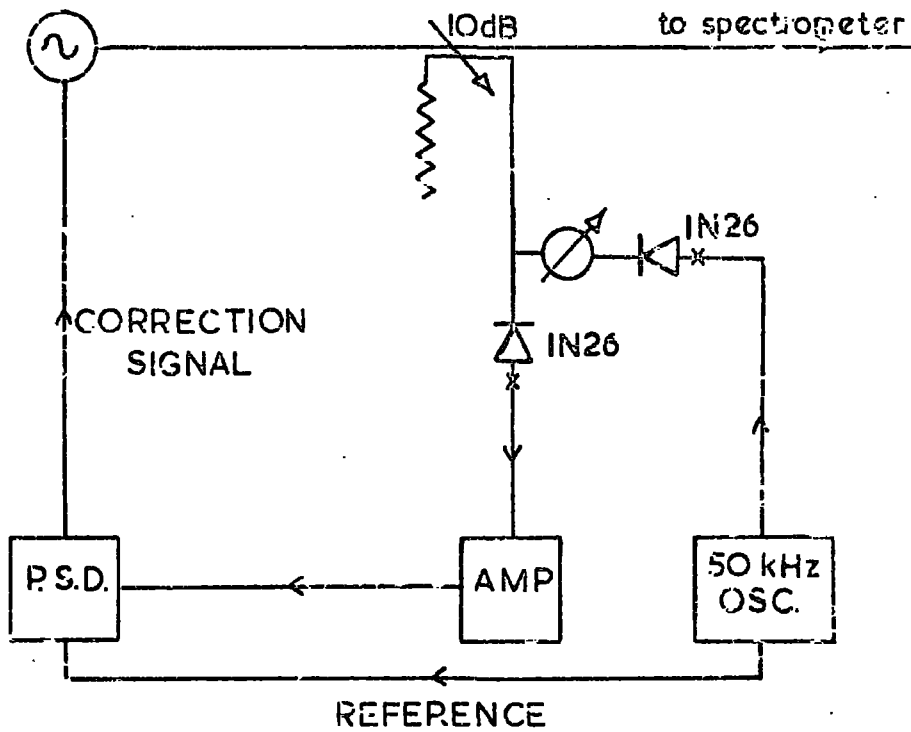 10dB
to spectrometer
IN26
IN26
CORRECTION
SIGNAL
P.S.D.
AMP
50 kHz
OSC.
REFERENCE